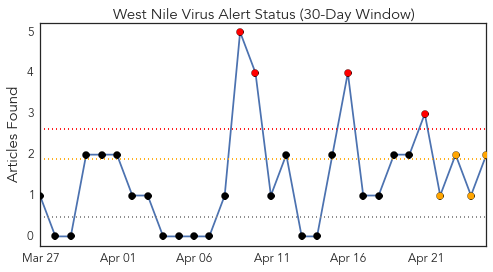 West Nile Virus Alert Status (30-Day Window)
Articles Found
5
4
3
2
1
0
Mar 27 Apr 01 Apr 06 Apr 11 Apr 16 Apr 21